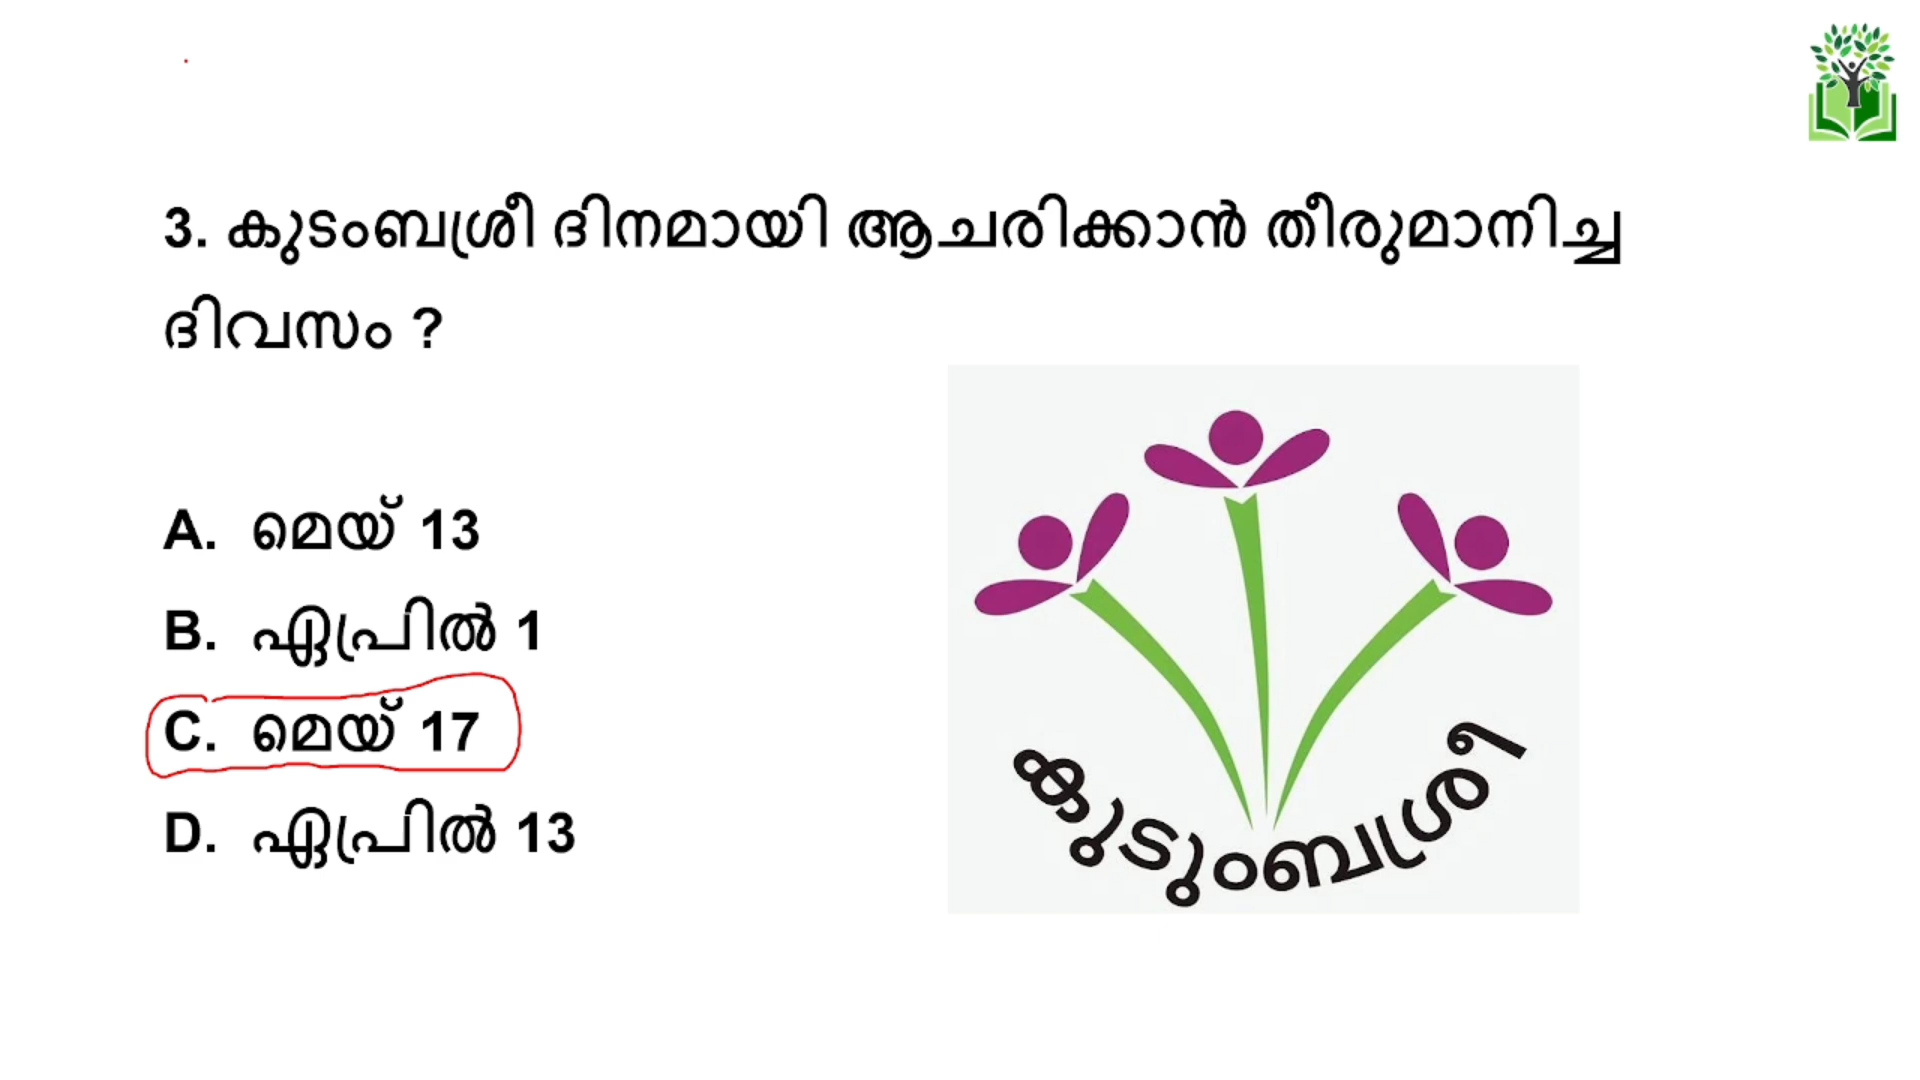 3. കുടംബശ്രീ ദിനമായി ആചരിക്കാൻ തീരുമാനിച്ച
ദിവസം ?
A. മെയ് 13
B. ഏപ്രിൽ 1
C. മെയ് 17
D. ഏപ്രിൽ 13
കുടുംബശ്രീ